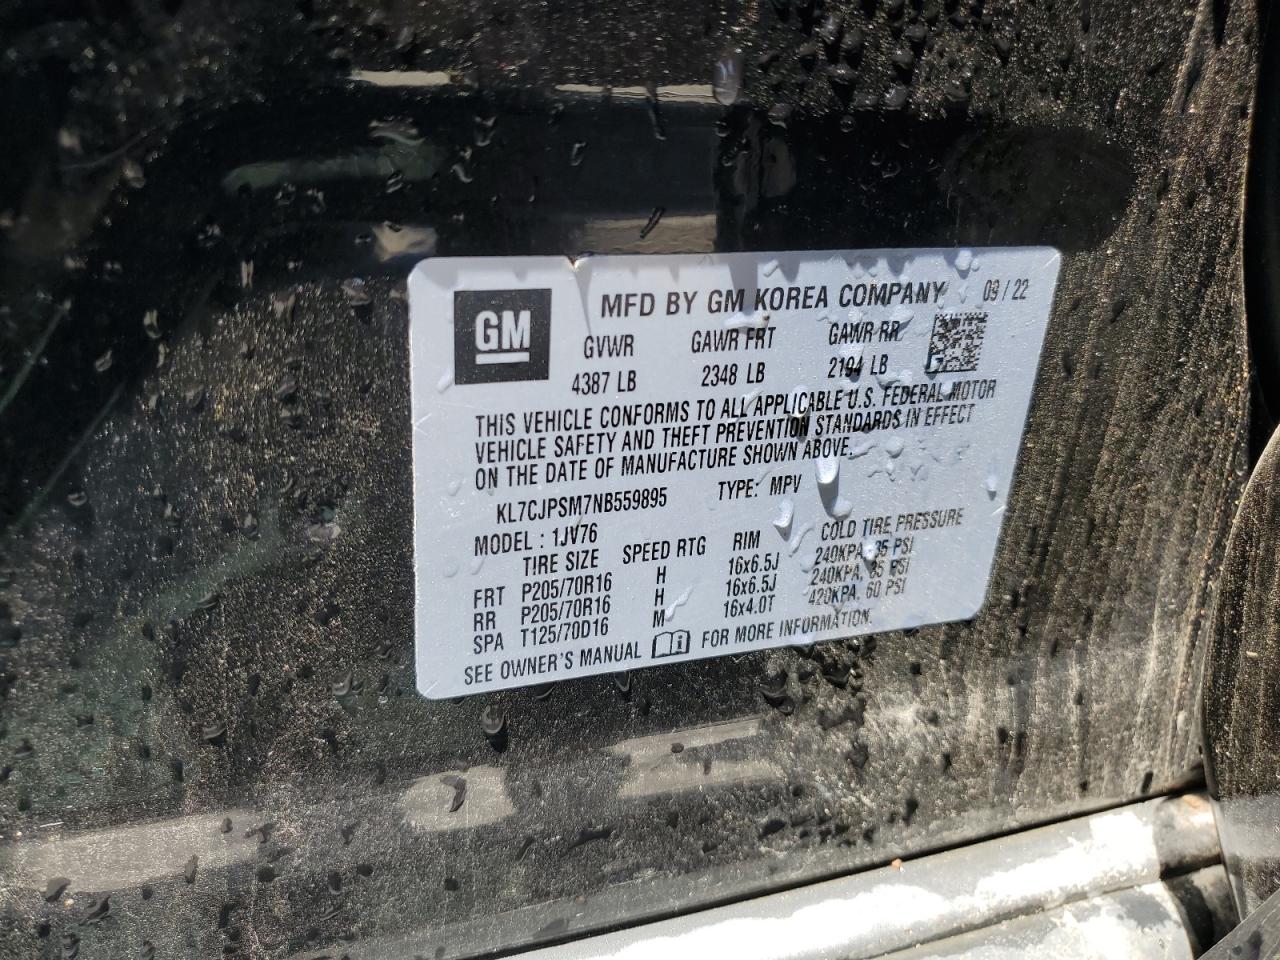 GM
MFD BY GM KOREA COMPANY 09 / 22
GVWR GAWR FRT GAWR RR
4387 LB 2348 LB 2194 LB
THIS VEHICLE CONFORMS TO ALL APPLICABLE U.S. FEDERAL MOTOR
VEHICLE SAFETY AND THEFT PREVENTION STANDARDS IN EFFECT
ON THE DATE OF MANUFACTURE SHOWN ABOVE.
KL7CJPSM7NB559895 TYPE: MPV
MODEL : 1JV76
TIRE SIZE SPEED RTG RIM COLD TIRE PRESSURE
FRT P205/70R16 H 16x6.5J 240KPA, 35 PSI
RR P205/70R16 H 16x6.5J 240KPA, 35 PSI
SPA T125/70D16 M 16x4.0T 420KPA, 60 PSI
SEE OWNER'S MANUAL FOR MORE INFORMATION.